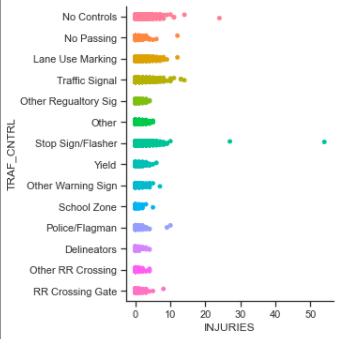 No Controls
No Passing
Lane Use Marking
Traffic Signal
Other Regualtory Sig
Other
Stop Sign/Flasher
Yield
Other Warning Sign
School Zone
Police/Flagman
Delineators
Other RR Crossing
RR Crossing Gate
TRAF_CNTRL
0 10 20 30 40 50
INJURIES